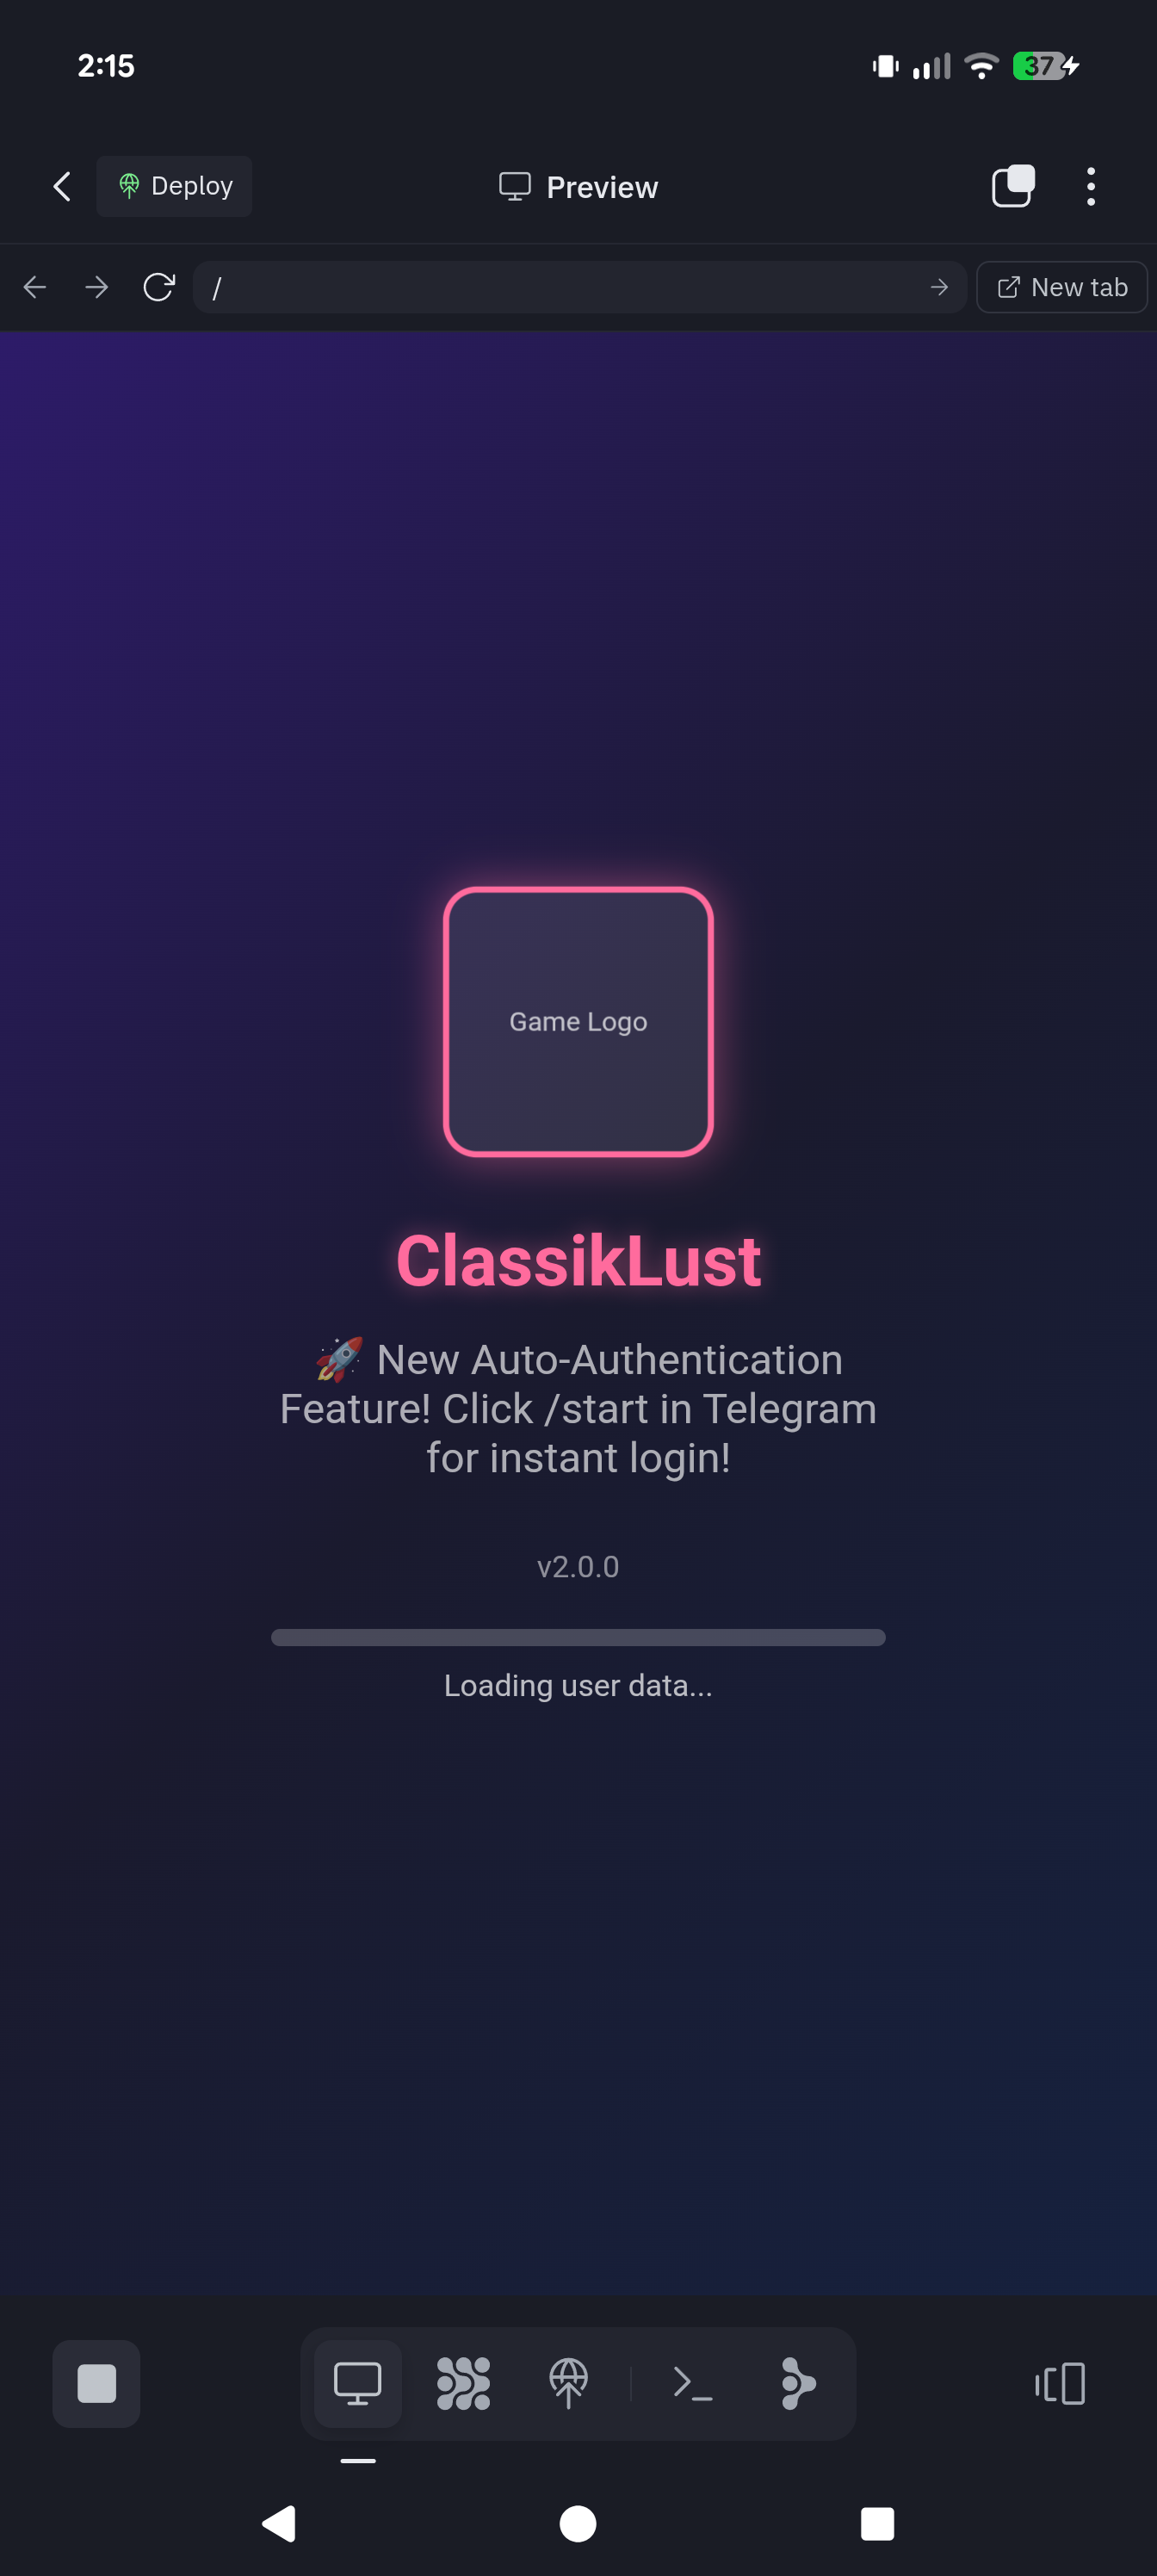 2:15
37
Deploy
Preview
/
New tab
Game Logo
ClassikLust
🚀 New Auto-Authentication
Feature! Click /start in Telegram
for instant login!
v2.0.0
Loading user data...